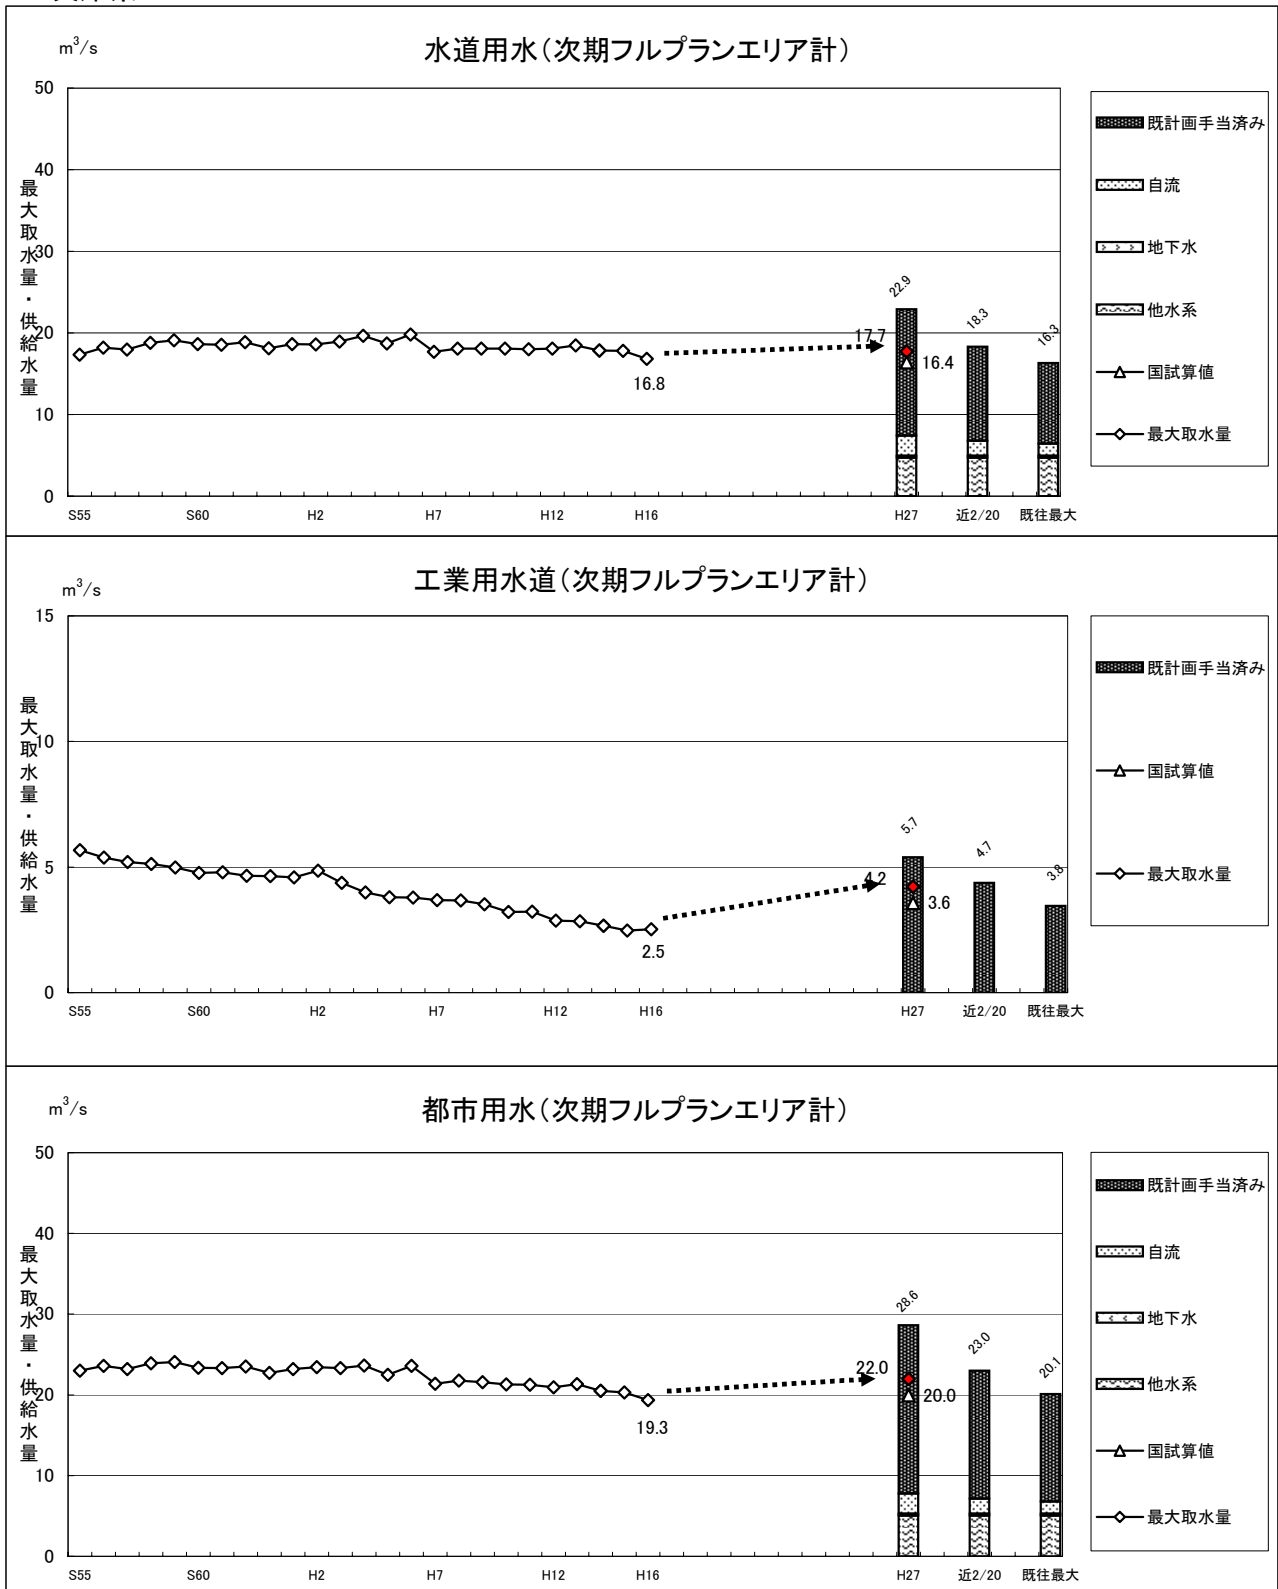 水道用水(次期フルプランエリア計)
m³/s
最大取水量・供給水量
50
40
30
20
10
0
22.9
18.3
16.3
17.7
16.4
16.8
S55 S60 H2 H7 H12 H16 H27 近2/20 既往最大
既計画手当済み
自流
地下水
他水系
国試算値
最大取水量
工業用水道(次期フルプランエリア計)
m³/s
最大取水量・供給水量
15
10
5
0
5.7
4.7
3.8
4.2
3.6
2.5
S55 S60 H2 H7 H12 H16 H27 近2/20 既往最大
既計画手当済み
国試算値
最大取水量
都市用水(次期フルプランエリア計)
m³/s
最大取水量・供給水量
50
40
30
20
10
0
28.6
23.0
20.1
22.0
20.0
19.3
S55 S60 H2 H7 H12 H16 H27 近2/20 既往最大
既計画手当済み
自流
地下水
他水系
国試算値
最大取水量